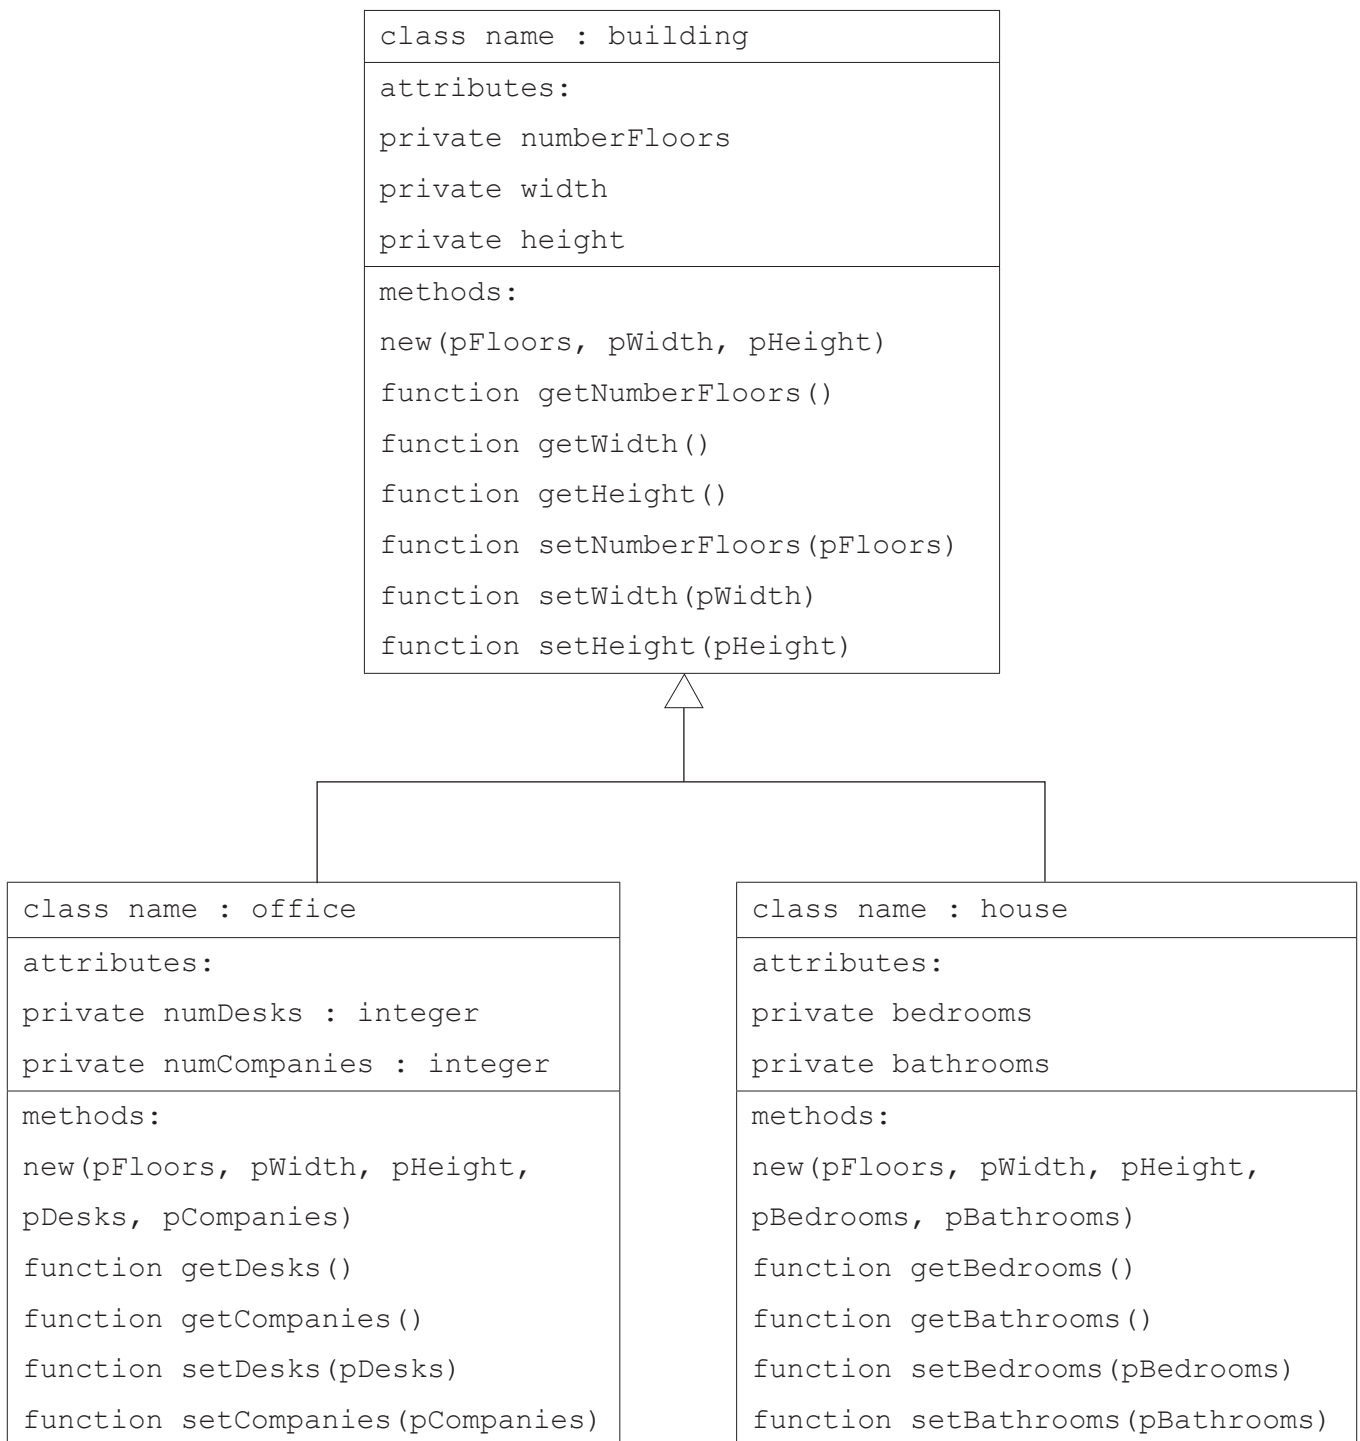 class name : building
attributes:
private numberFloors
private width
private height
methods:
new(pFloors, pWidth, pHeight)
function getNumberFloors()
function getWidth()
function getHeight()
function setNumberFloors(pFloors)
function setWidth(pWidth)
function setHeight(pHeight)
class name : office
attributes:
private numDesks : integer
private numCompanies : integer
methods:
new(pFloors, pWidth, pHeight,
pDesks, pCompanies)
function getDesks()
function getCompanies()
function setDesks(pDesks)
function setCompanies(pCompanies)
class name : house
attributes:
private bedrooms
private bathrooms
methods:
new(pFloors, pWidth, pHeight,
pBedrooms, pBathrooms)
function getBedrooms()
function getBathrooms()
function setBedrooms(pBedrooms)
function setBathrooms(pBathrooms)